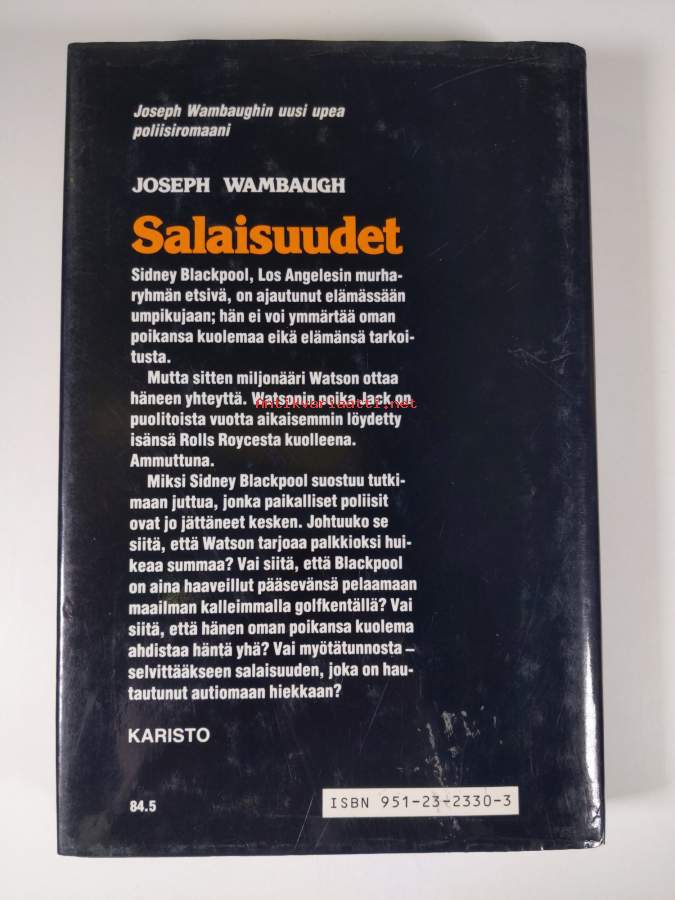 Joseph Wambaughin uusi upea
poliisiromaani
JOSEPH WAMBAUGH
Salaisuudet
Sidney Blackpool, Los Angelesin murha-
ryhmän etsivä, on ajautunut elämässään
umpikujaan; hän ei voi ymmärtää oman
poikansa kuolemaa eikä elämänsä tarkoi-
tusta.
Mutta sitten miljonääri Watson ottaa
häneen yhteyttä. Watsonin poika Jack on
Antikvariaatti.net
puolitoista vuotta aikaisemmin löydetty
isänsä Rolls Roycesta kuolleena.
Ammuttuna.
Miksi Sidney Blackpool suostuu tutki-
maan juttua, jonka paikalliset poliisit
ovat jo jättäneet kesken. Johtuuko se
siitä, että Watson tarjoaa palkkioksi hui-
keaa summaa? Vai siitä, että Blackpool
on aina haaveillut pääsevänsä pelaamaan
maailman kalleimmalla golfkentällä? Vai
siitä, että hänen oman poikansa kuolema
ahdistaa häntä yhä? Vai myötätunnosta –
selvittääkseen salaisuuden, joka on hau-
tautunut autiomaan hiekkaan?
KARISTO
84.5
ISBN 951-23-2330-3